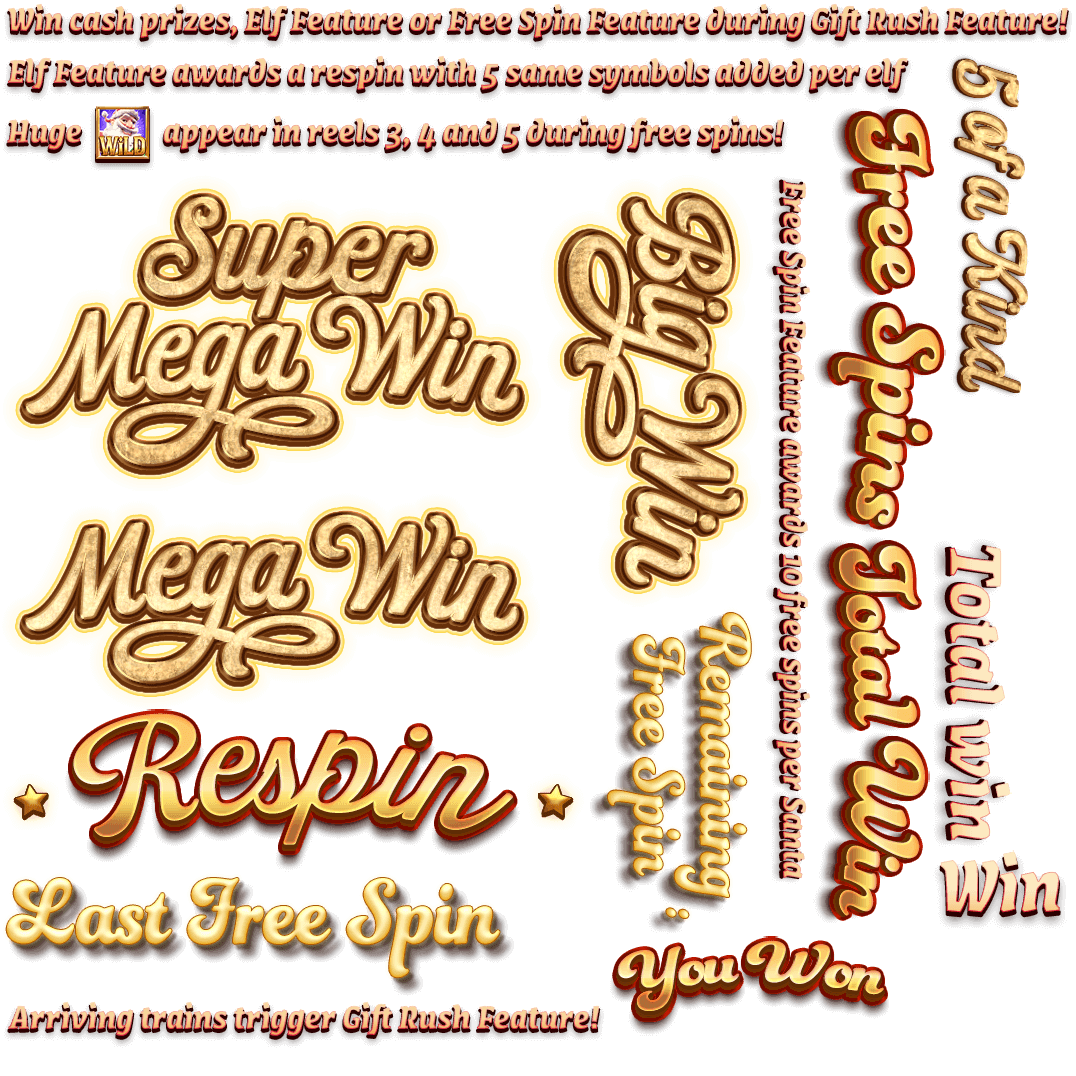 Win cash prizes, Elf Feature or Free Spin Feature during Gift Rush Feature!
Elf Feature awards a respin with 5 same symbols added per elf
Huge WILD appear in reels 3, 4 and 5 during free spins!
Super
Mega Win
Mega Win
Respin
Last Free Spin
Arriving trains trigger Gift Rush Feature!
Big Win
Remaining
Free Spin :
You Won
Free Spin Feature awards 10 free spins per Santa
Free Spins
Total Win
5 of a Kind
Total win
Win